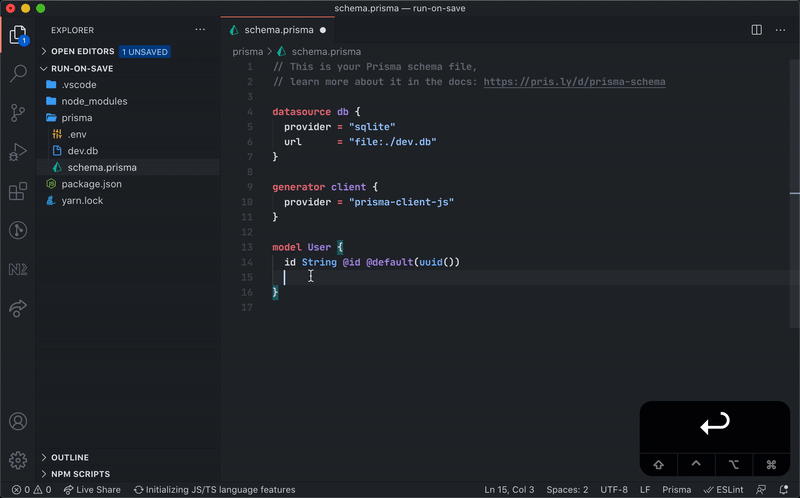 schema.prisma — run-on-save
EXPLORER
OPEN EDITORS 1 UNSAVED
RUN-ON-SAVE
.vscode
node_modules
prisma
.env
dev.db
schema.prisma
package.json
yarn.lock
OUTLINE
NPM SCRIPTS
1
schema.prisma
prisma > schema.prisma
1 // This is your Prisma schema file,
2 // learn more about it in the docs: https://pris.ly/d/prisma-schema
3
4 datasource db {
5 provider = "sqlite"
6 url = "file:./dev.db"
7 }
8
9 generator client {
10 provider = "prisma-client-js"
11 }
12
13 model User {
14 id String @id @default(uuid())
15
16 }
17
0 0 Live Share Initializing JS/TS language features Ln 15, Col 3 Spaces: 2 UTF-8 LF Prisma ESLint